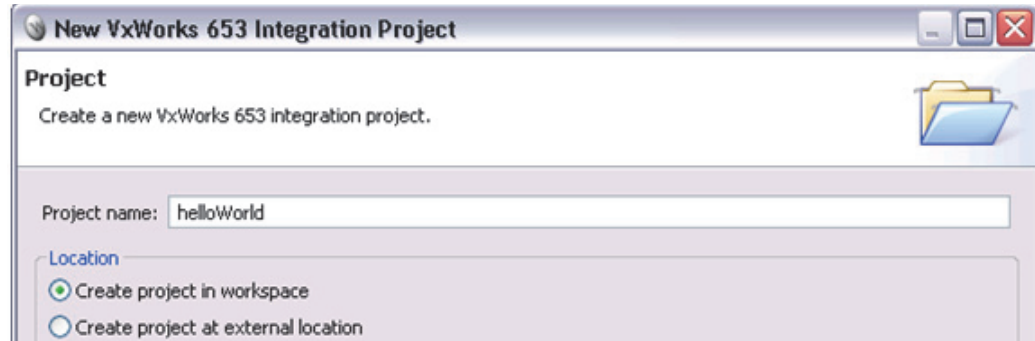 New VxWorks 653 Integration Project
Project
Create a new VxWorks 653 integration project.
Project name: helloWorld
Location
Create project in workspace
Create project at external location